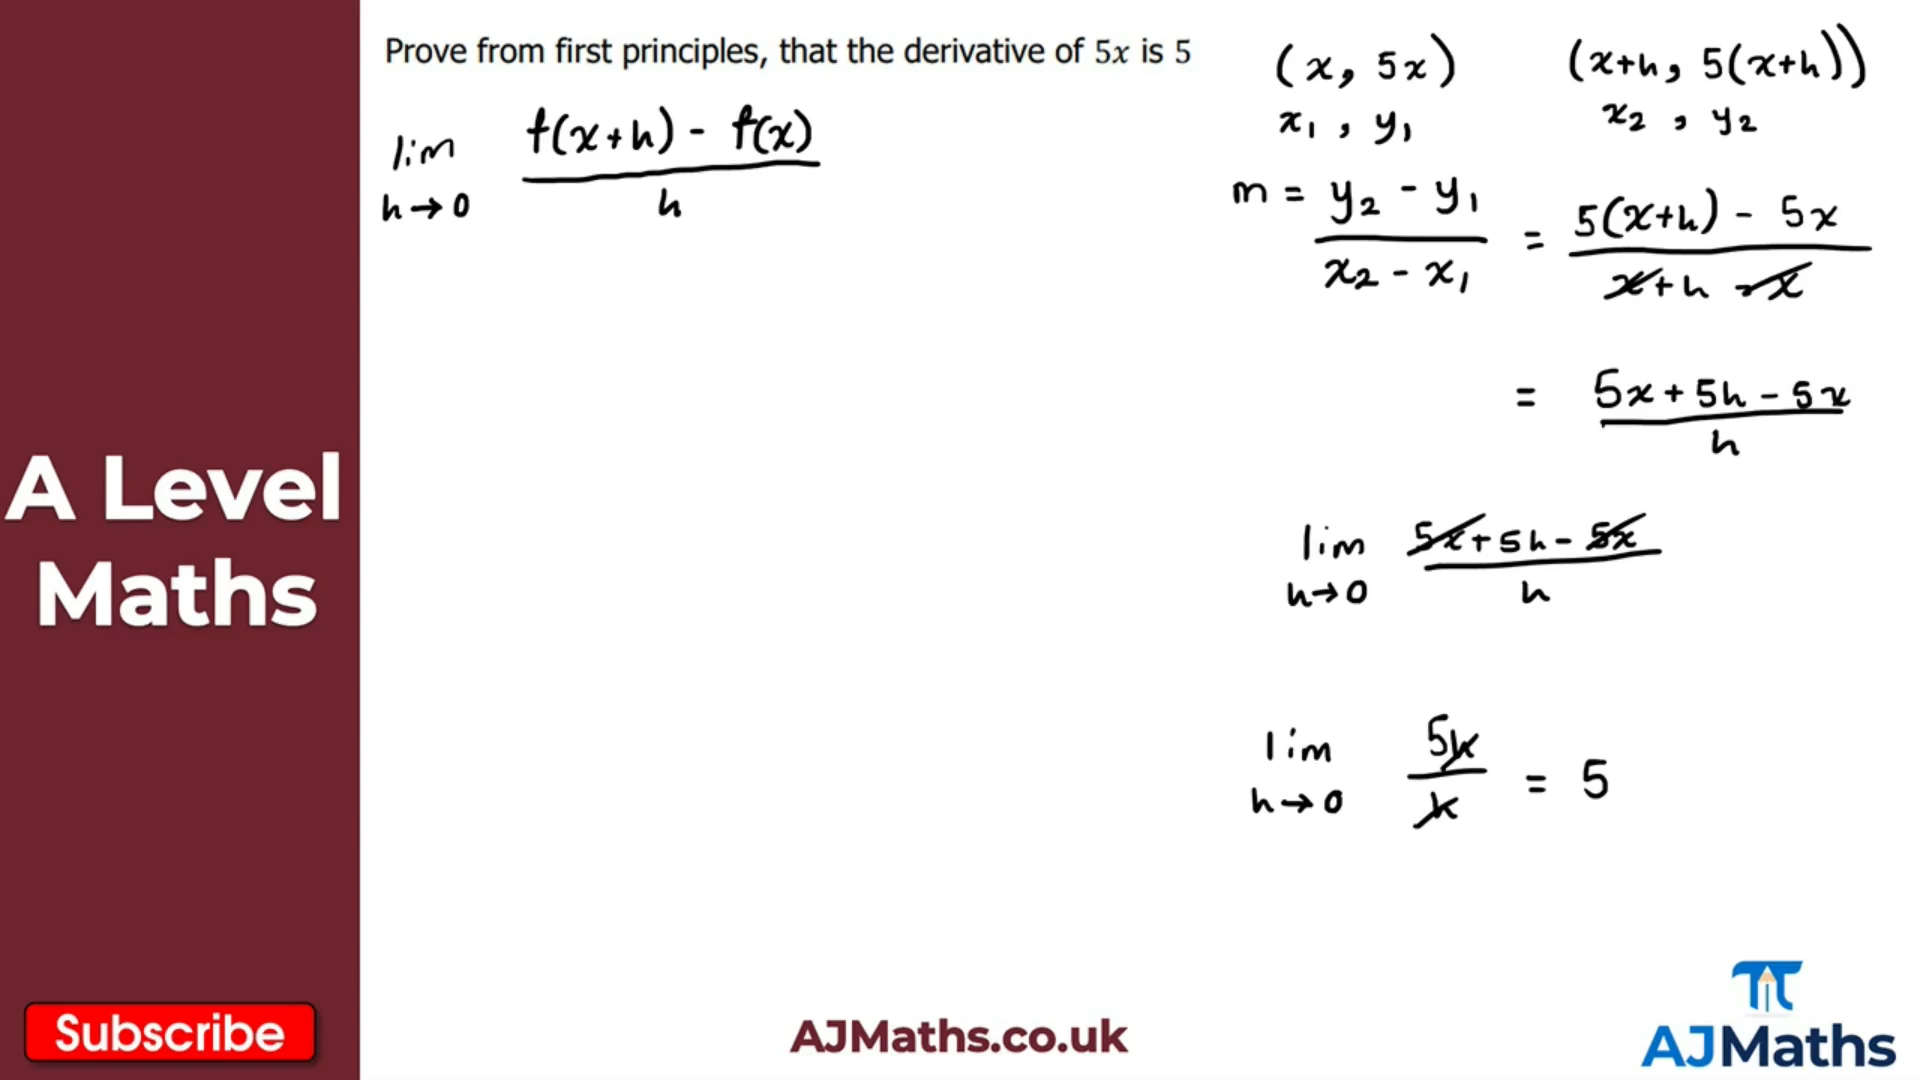 Prove from first principles, that the derivative of 5x is 5
lim h→0 (f(x+h) - f(x))/h
(x, 5x) (x+h, 5(x+h))
x₁, y₁ x₂, y₂
m = (y₂ - y₁)/(x₂ - x₁) = (5(x+h) - 5x)/(x+h - x)
= (5x + 5h - 5x)/h
lim h→0 (5x + 5h - 5x)/h
lim h→0 5h/h = 5
A Level
Maths
Subscribe
AJMaths.co.uk
AJMaths